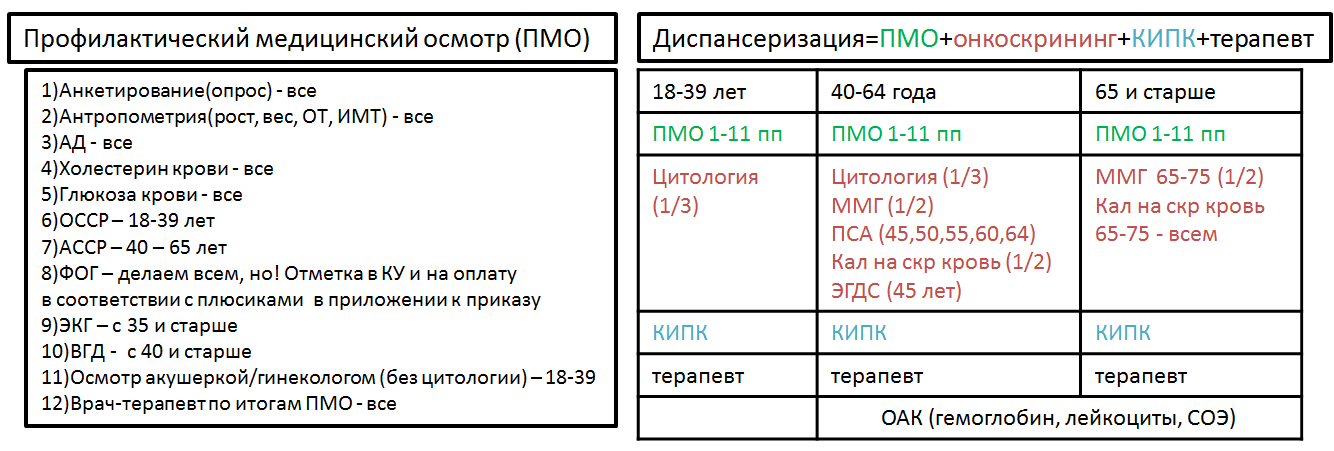 Профилактический медицинский осмотр (ПМО)
1)Анкетирование(опрос) - все
2)Антропометрия(рост, вес, ОТ, ИМТ) - все
3)АД - все
4)Холестерин крови - все
5)Глюкоза крови - все
6)ОССР – 18-39 лет
7)АССР – 40 – 65 лет
8)ФОГ – делаем всем, но! Отметка в КУ и на оплату
в соответствии с плюсиками в приложении к приказу
9)ЭКГ – с 35 и старше
10)ВГД - с 40 и старше
11)Осмотр акушеркой/гинекологом (без цитологии) – 18-39
12)Врач-терапевт по итогам ПМО - все
Диспансеризация=ПМО+онкоскрининг+КИПК+терапевт
18-39 лет
40-64 года
65 и старше
ПМО 1-11 пп
ПМО 1-11 пп
ПМО 1-11 пп
Цитология
(1/3)
Цитология (1/3)
ММГ (1/2)
ПСА (45,50,55,60,64)
Кал на скр кровь (1/2)
ЭГДС (45 лет)
ММГ 65-75 (1/2)
Кал на скр кровь
65-75 - всем
КИПК
КИПК
КИПК
терапевт
терапевт
терапевт
ОАК (гемоглобин, лейкоциты, СОЭ)